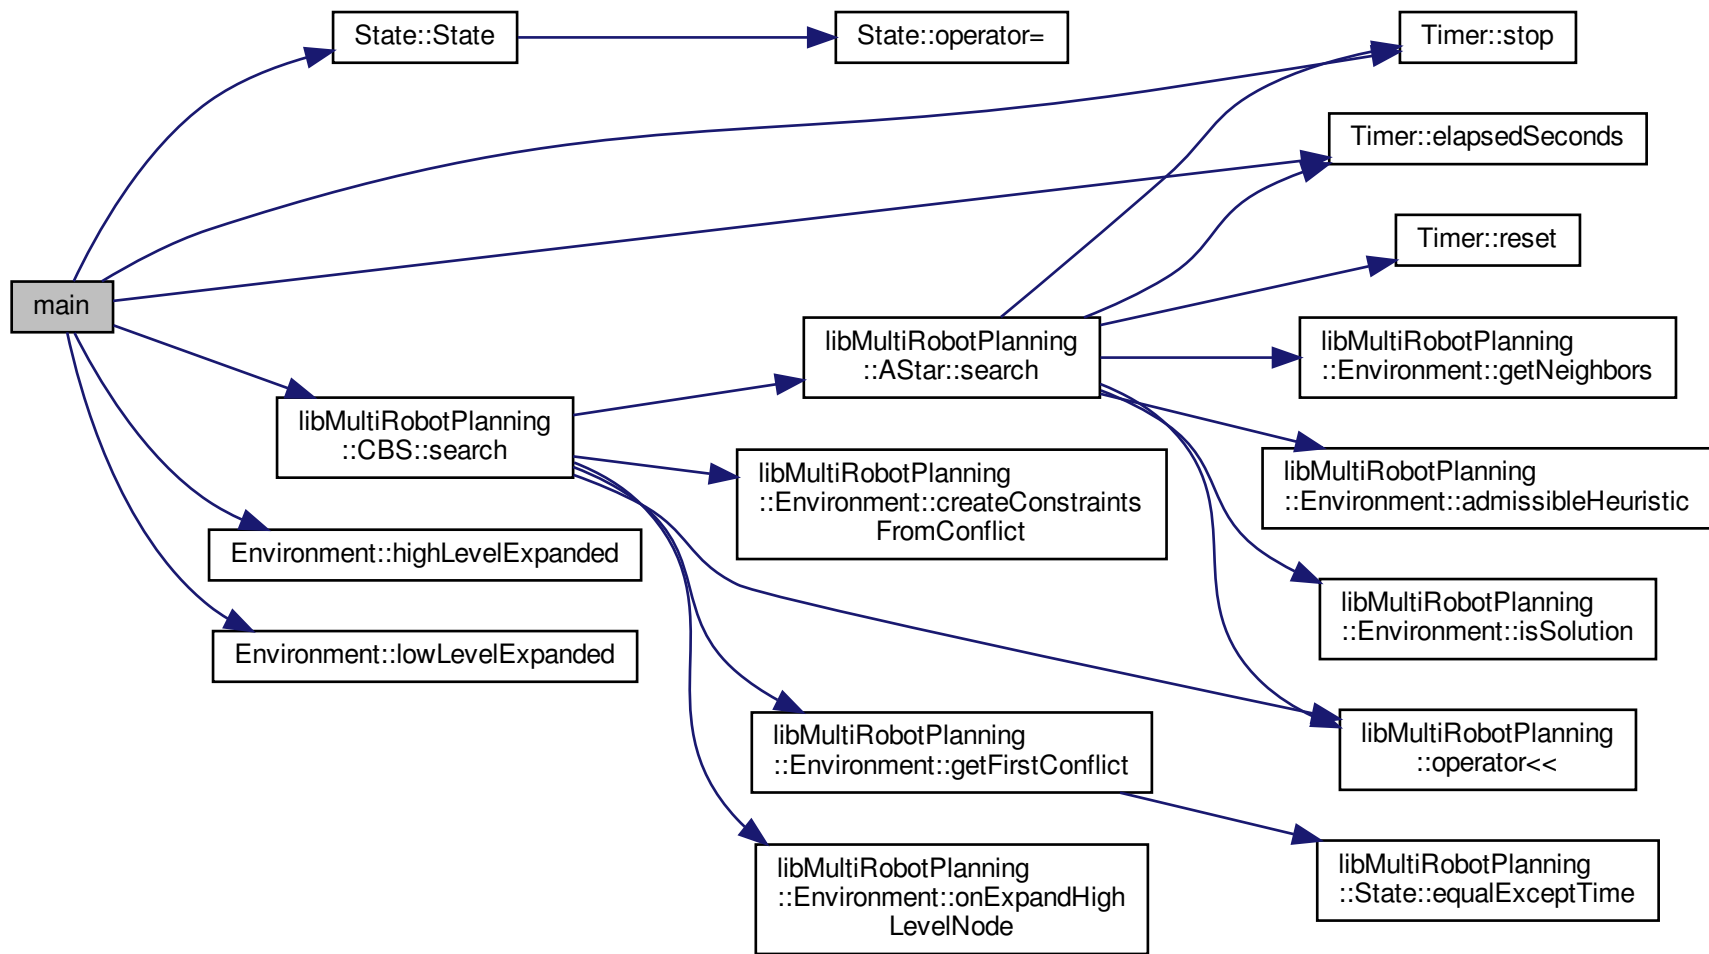 State::State
State::operator=
Timer::stop
Timer::elapsedSeconds
Timer::reset
main
libMultiRobotPlanning
::AStar::search
libMultiRobotPlanning
::Environment::getNeighbors
libMultiRobotPlanning
::CBS::search
libMultiRobotPlanning
::Environment::createConstraints
FromConflict
libMultiRobotPlanning
::Environment::admissibleHeuristic
Environment::highLevelExpanded
libMultiRobotPlanning
::Environment::isSolution
Environment::lowLevelExpanded
libMultiRobotPlanning
::Environment::getFirstConflict
libMultiRobotPlanning
::operator<<
libMultiRobotPlanning
::Environment::onExpandHigh
LevelNode
libMultiRobotPlanning
::State::equalExceptTime